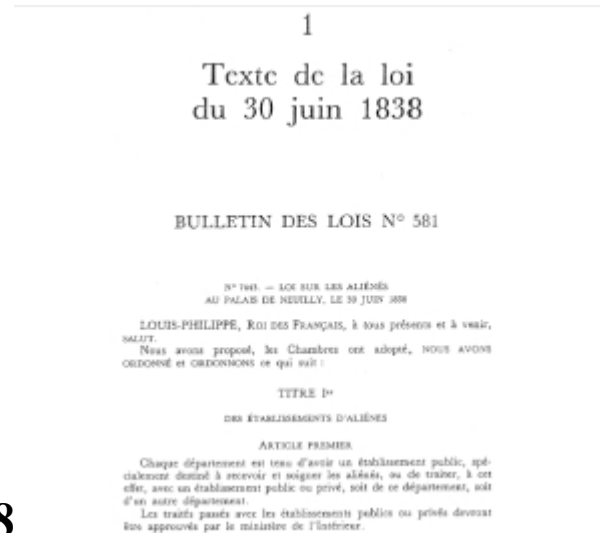 1
Texte de la loi
du 30 juin 1838
BULLETIN DES LOIS N° 581
N° 7443. — LOI SUR LES ALIÉNÉS
AU PALAIS DE NEUILLY, LE 30 JUIN 1838
LOUIS-PHILIPPE, ROI DES FRANÇAIS, à tous présents et à venir,
SALUT.
Nous avons proposé, les Chambres ont adopté, NOUS AVONS
ORDONNÉ et ORDONNONS ce qui suit :
TITRE Ier
DES ÉTABLISSEMENTS D'ALIÉNÉS
ARTICLE PREMIER
Chaque département est tenu d'avoir un établissement public, spé-
cialement destiné à recevoir et soigner les aliénés, ou de traiter, à cet
effet, avec un établissement public ou privé, soit de ce département, soit
d'un autre département.
Les traités passés avec les établissements publics ou privés devront
être approuvés par le ministère de l'Intérieur.
8